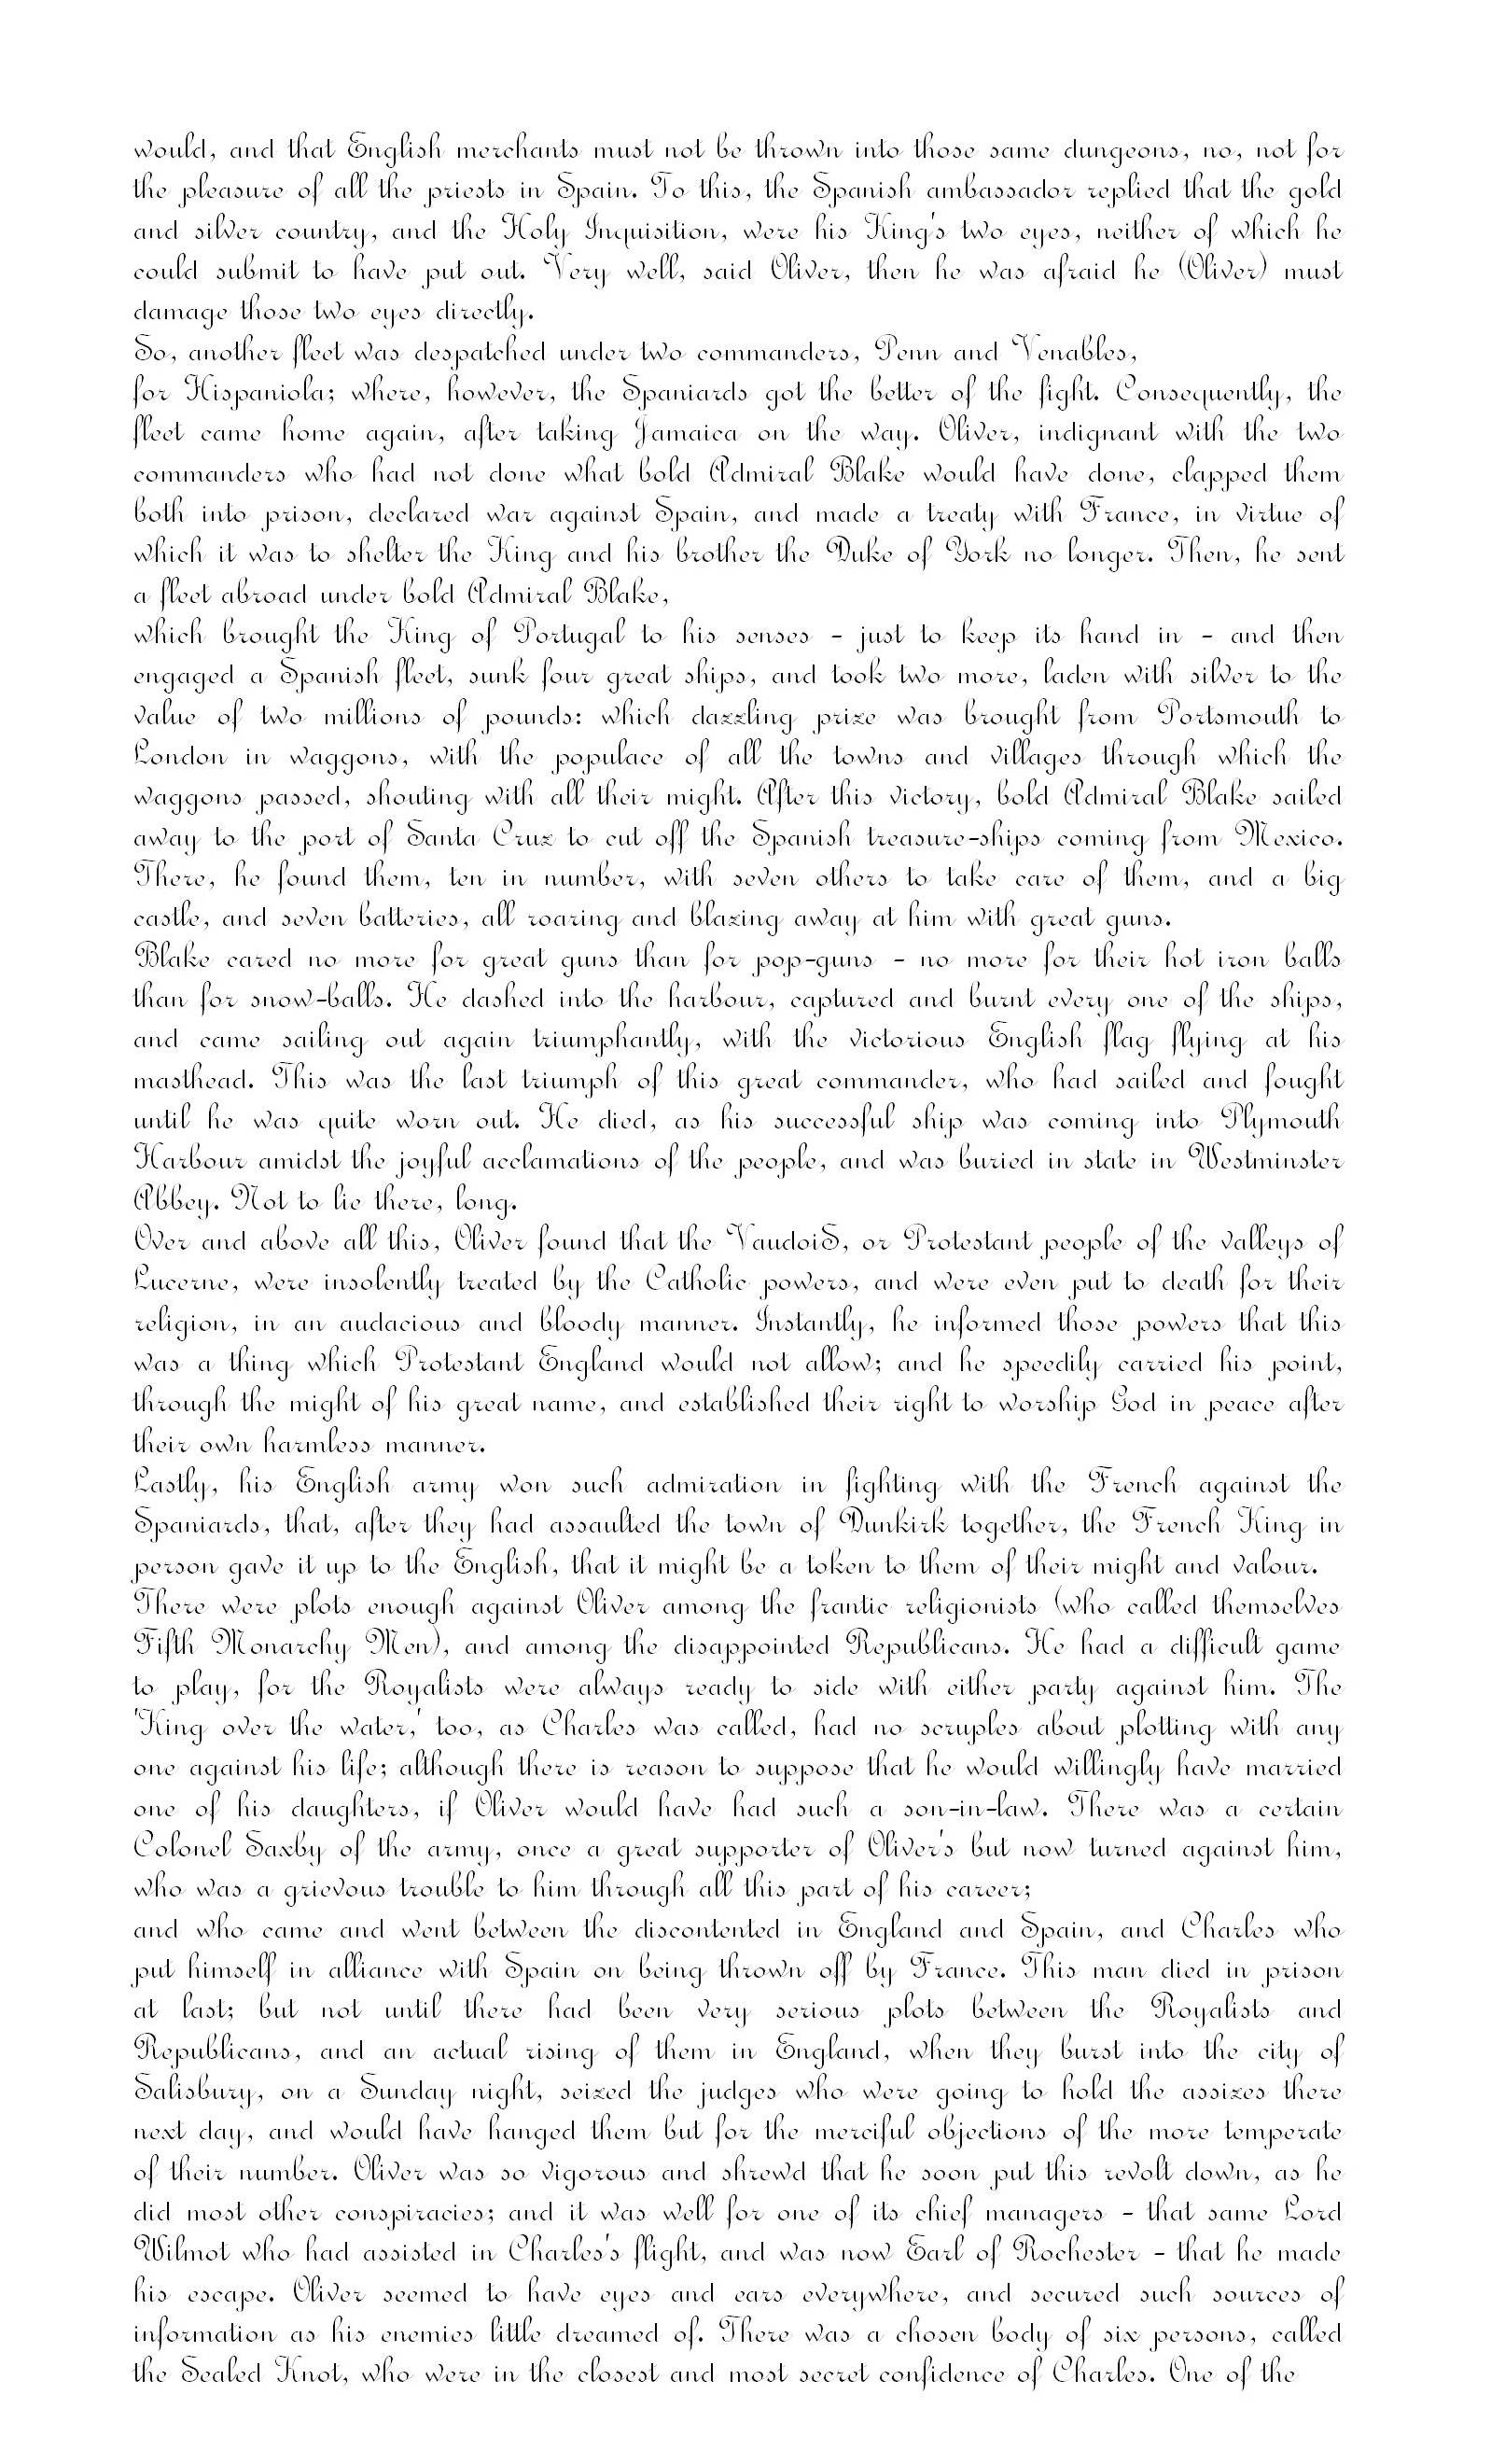 would, and that English merchants must not be thrown into those same dungeons, no, not for
the pleasure of all the priests in Spain. To this, the Spanish ambassador replied that the gold
and silver country, and the Holy Inquisition, were his King's two eyes, neither of which he
could submit to have put out. Very well, said Oliver, then he was afraid he (Oliver) must
damage those two eyes directly.
So, another fleet was despatched under two commanders, Penn and Venables,
for Hispaniola; where, however, the Spaniards got the better of the fight. Consequently, the
fleet came home again, after taking Jamaica on the way. Oliver, indignant with the two
commanders who had not done what bold Admiral Blake would have done, clapped them
both into prison, declared war against Spain, and made a treaty with France, in virtue of
which it was to shelter the King and his brother the Duke of York no longer. Then, he sent
a fleet abroad under bold Admiral Blake,
which brought the King of Portugal to his senses - just to keep its hand in - and then
engaged a Spanish fleet, sunk four great ships, and took two more, laden with silver to the
value of two millions of pounds: which dazzling prize was brought from Portsmouth to
London in waggons, with the populace of all the towns and villages through which the
waggons passed, shouting with all their might. After this victory, bold Admiral Blake sailed
away to the port of Santa Cruz to cut off the Spanish treasure-ships coming from Mexico.
There, he found them, ten in number, with seven others to take care of them, and a big
castle, and seven batteries, all roaring and blazing away at him with great guns.
Blake cared no more for great guns than for pop-guns - no more for their hot iron balls
than for snow-balls. He dashed into the harbour, captured and burnt every one of the ships,
and came sailing out again triumphantly, with the victorious English flag flying at his
masthead. This was the last triumph of this great commander, who had sailed and fought
until he was quite worn out. He died, as his successful ship was coming into Plymouth
Harbour amidst the joyful acclamations of the people, and was buried in state in Westminster
Abbey. Not to lie there, long.
Over and above all this, Oliver found that the VaudoiS, or Protestant people of the valleys of
Lucerne, were insolently treated by the Catholic powers, and were even put to death for their
religion, in an audacious and bloody manner. Instantly, he informed those powers that this
was a thing which Protestant England would not allow; and he speedily carried his point,
through the might of his great name, and established their right to worship God in peace after
their own harmless manner.
Lastly, his English army won such admiration in fighting with the French against the
Spaniards, that, after they had assaulted the town of Dunkirk together, the French King in
person gave it up to the English, that it might be a token to them of their might and valour.
There were plots enough against Oliver among the frantic religionists (who called themselves
Fifth Monarchy Men), and among the disappointed Republicans. He had a difficult game
to play, for the Royalists were always ready to side with either party against him. The
'King over the water,' too, as Charles was called, had no scruples about plotting with any
one against his life; although there is reason to suppose that he would willingly have married
one of his daughters, if Oliver would have had such a son-in-law. There was a certain
Colonel Saxby of the army, once a great supporter of Oliver's but now turned against him,
who was a grievous trouble to him through all this part of his career;
and who came and went between the discontented in England and Spain, and Charles who
put himself in alliance with Spain on being thrown off by France. This man died in prison
at last; but not until there had been very serious plots between the Royalists and
Republicans, and an actual rising of them in England, when they burst into the city of
Salisbury, on a Sunday night, seized the judges who were going to hold the assizes there
next day, and would have hanged them but for the merciful objections of the more temperate
of their number. Oliver was so vigorous and shrewd that he soon put this revolt down, as he
did most other conspiracies; and it was well for one of its chief managers - that same Lord
Wilmot who had assisted in Charles's flight, and was now Earl of Rochester - that he made
his escape. Oliver seemed to have eyes and ears everywhere, and secured such sources of
information as his enemies little dreamed of. There was a chosen body of six persons, called
the Sealed Knot, who were in the closest and most secret confidence of Charles. One of the